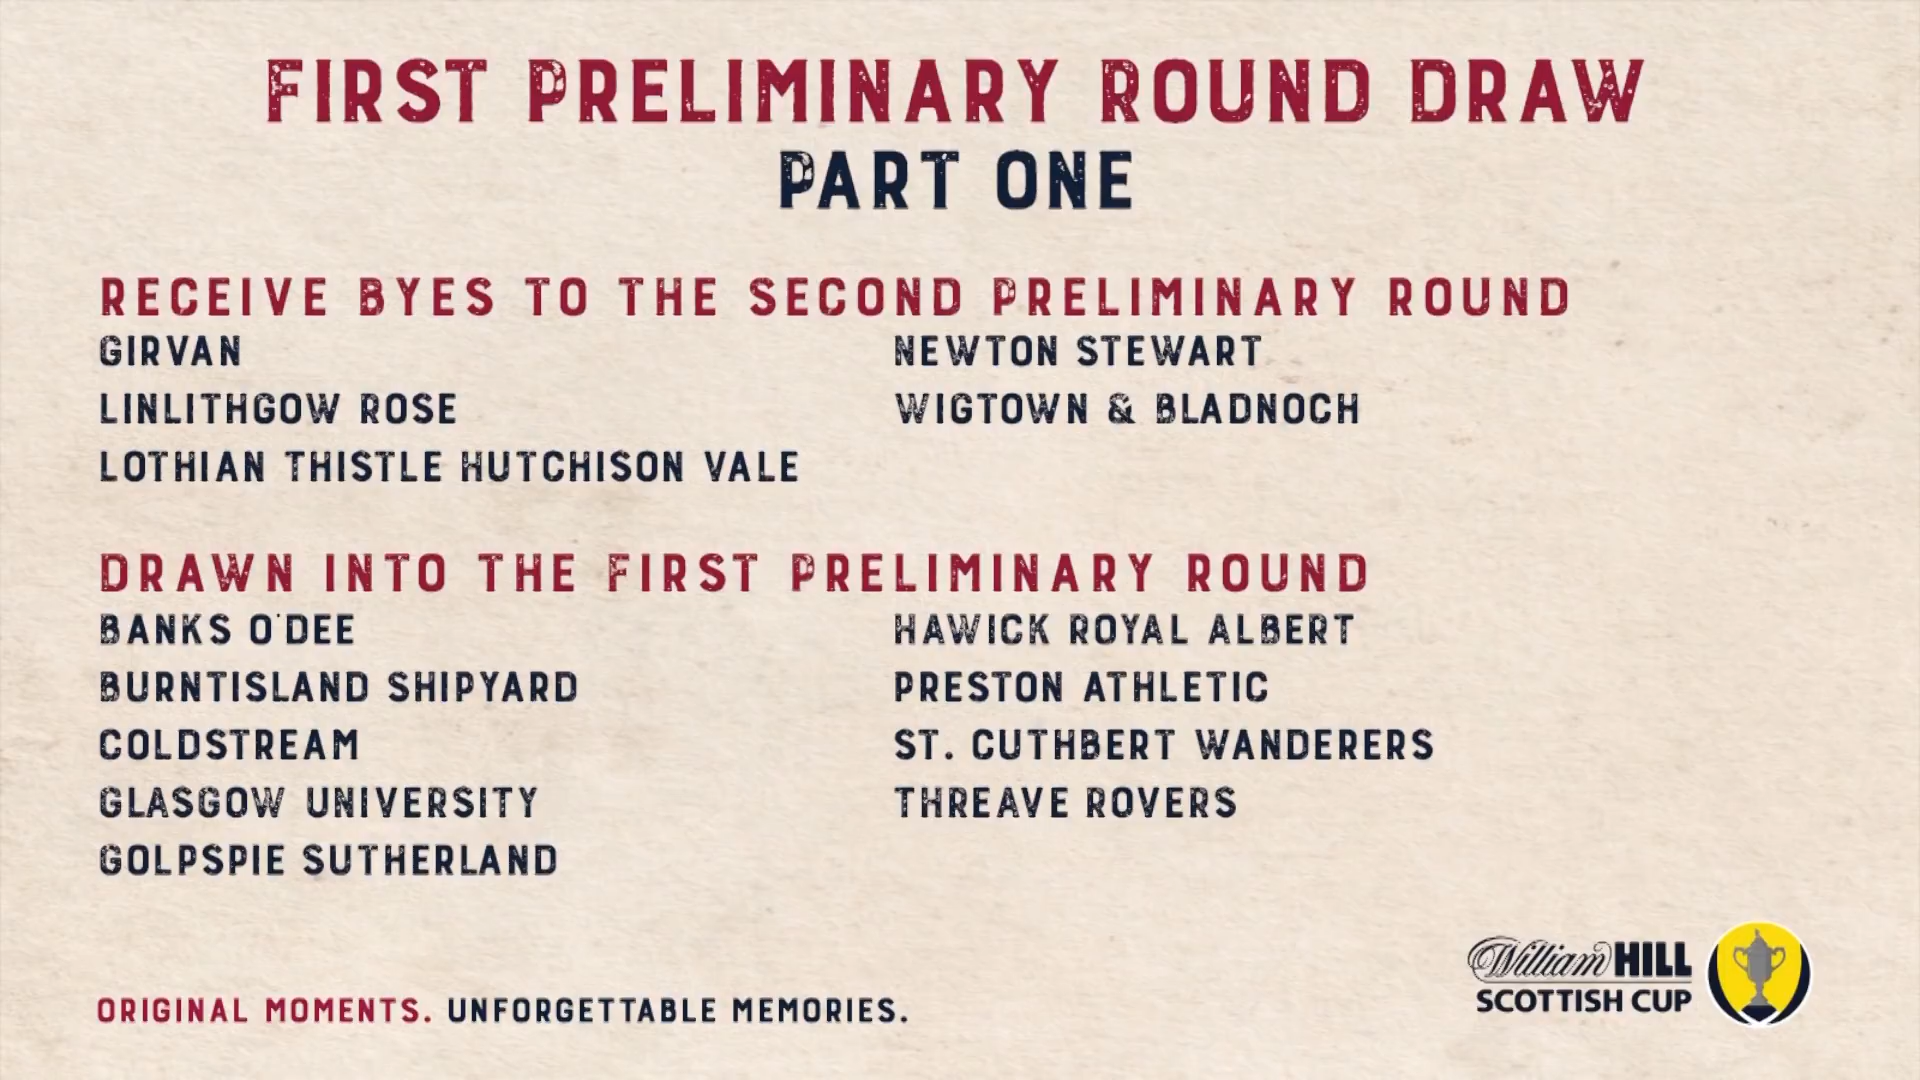 FIRST PRELIMINARY ROUND DRAW
PART ONE
RECEIVE BYES TO THE SECOND PRELIMINARY ROUND
GIRVAN
LINLITHGOW ROSE
LOTHIAN THISTLE HUTCHISON VALE
NEWTON STEWART
WIGTOWN & BLADNOCH
DRAWN INTO THE FIRST PRELIMINARY ROUND
BANKS O'DEE
BURNTISLAND SHIPYARD
COLDSTREAM
GLASGOW UNIVERSITY
GOLPSPIE SUTHERLAND
HAWICK ROYAL ALBERT
PRESTON ATHLETIC
ST. CUTHBERT WANDERERS
THREAVE ROVERS
ORIGINAL MOMENTS. UNFORGETTABLE MEMORIES.
William HILL
SCOTTISH CUP